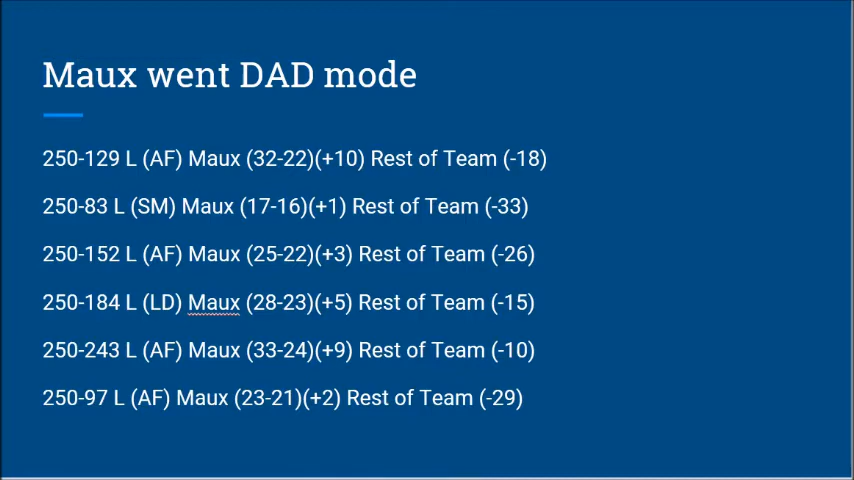 Maux went DAD mode
250-129 L (AF) Maux (32-22)(+10) Rest of Team (-18)
250-83 L (SM) Maux (17-16)(+1) Rest of Team (-33)
250-152 L (AF) Maux (25-22)(+3) Rest of Team (-26)
250-184 L (LD) Maux (28-23)(+5) Rest of Team (-15)
250-243 L (AF) Maux (33-24)(+9) Rest of Team (-10)
250-97 L (AF) Maux (23-21)(+2) Rest of Team (-29)